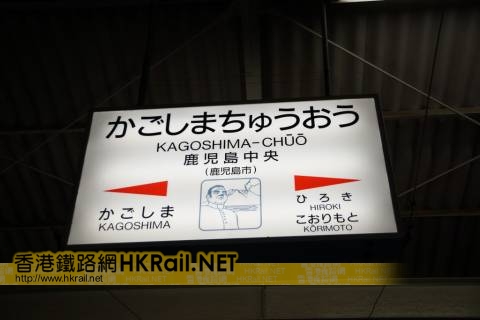 かごしまちゅうおう
KAGOSHIMA-CHŪŌ
鹿児島中央
(鹿児島市)
かごしま
KAGOSHIMA
ひろき
HIROKI
こおりもと
KŌRIMOTO
香港鐵路網HKRail.NET
http://www.hkrail.net